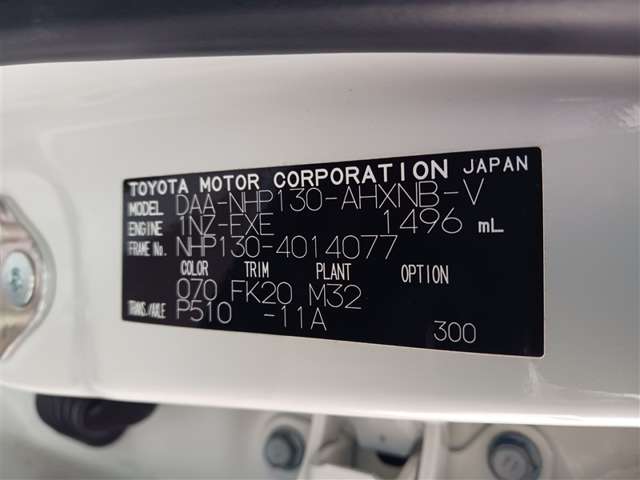 TOYOTA MOTOR CORPORATION JAPAN
MODEL DAA-NHP130-AHXNB-V
ENGINE 1NZ-EXE 1496 mL
FRAME No. NHP130-4014077
COLOR TRIM PLANT OPTION
070 FK20 M32
TRANS./AXLE P510 -11A
300